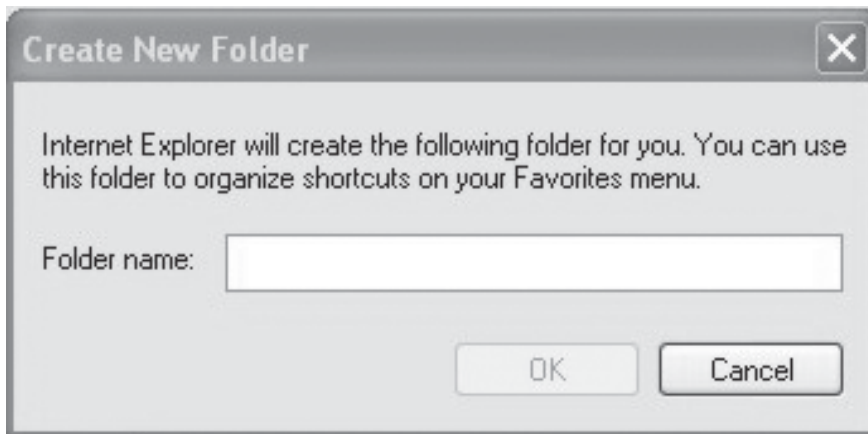 Create New Folder
Internet Explorer will create the following folder for you. You can use
this folder to organize shortcuts on your Favorites menu.
Folder name:
OK
Cancel